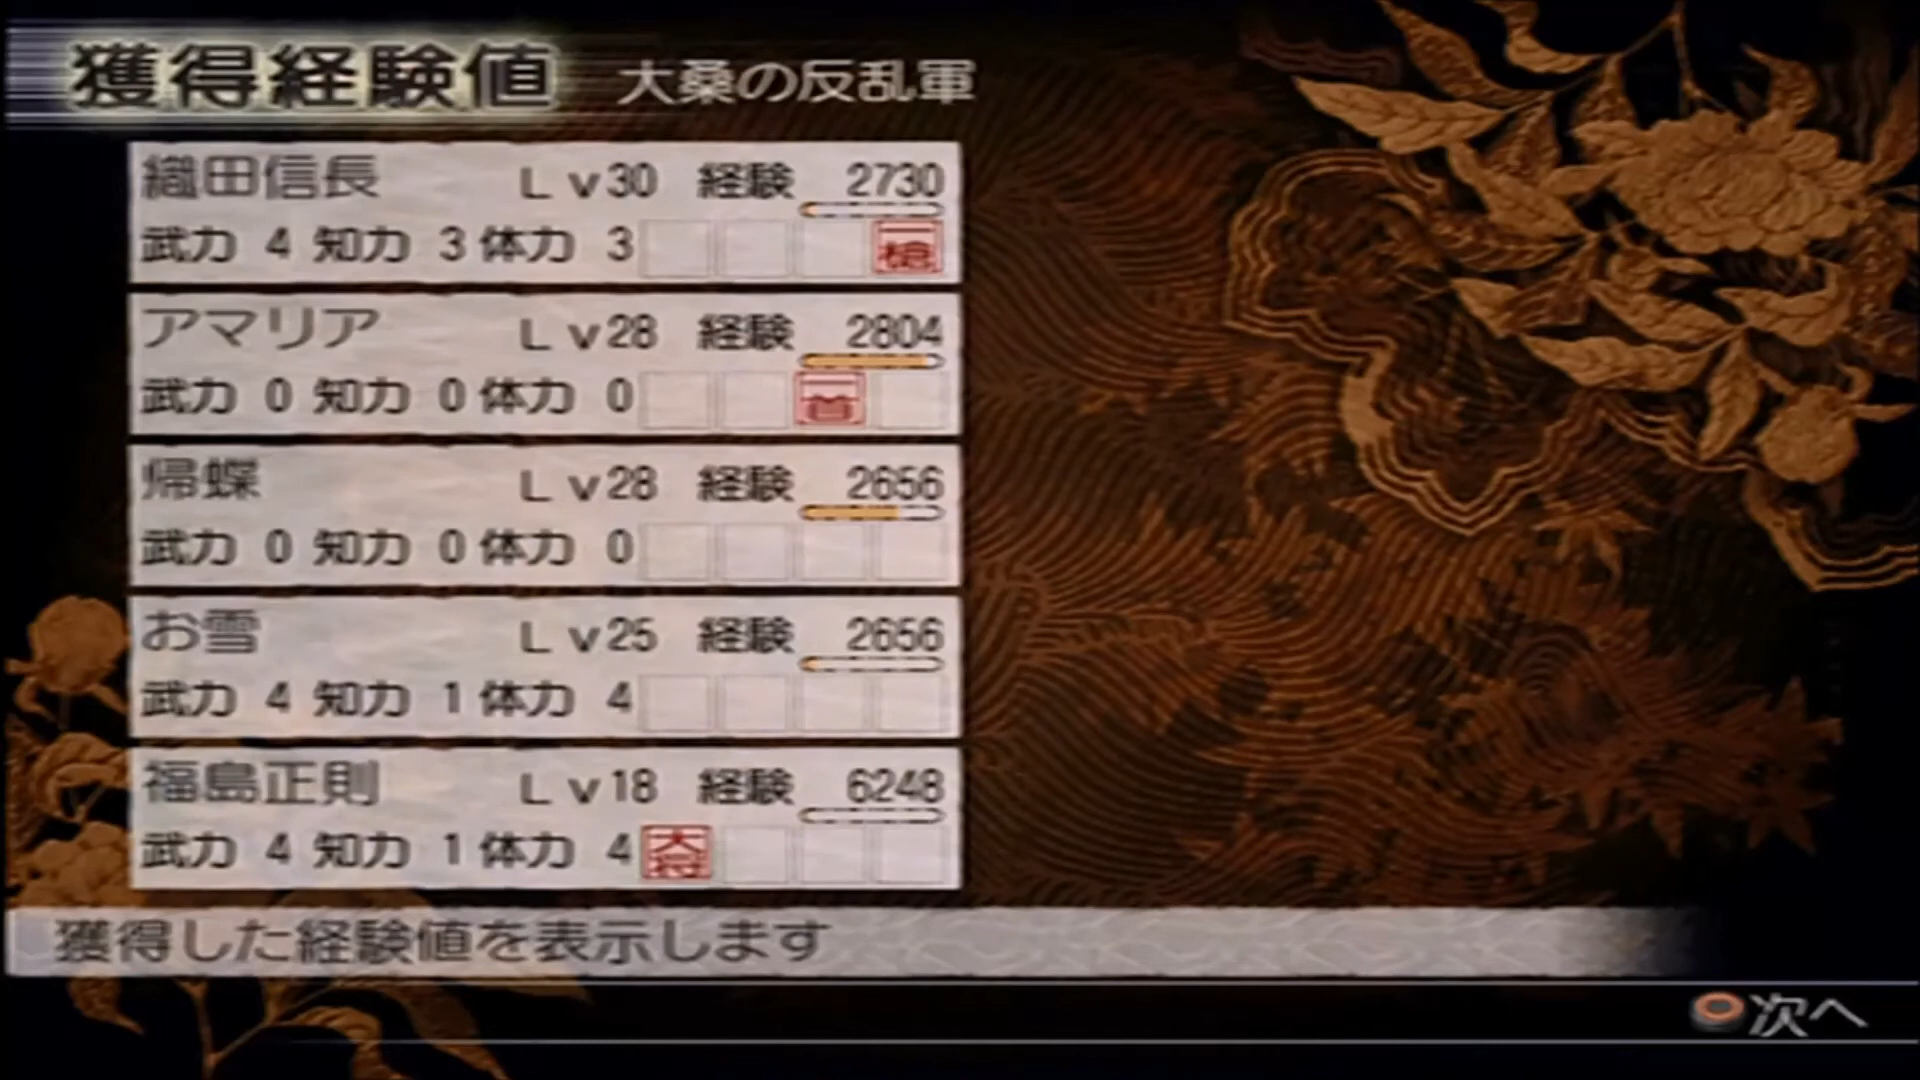 獲得経験値 大桑の反乱軍
織田信長 Lv30 経験 2730
武力 4 知力 3 体力 3 一槍
アマリア Lv28 経験 2804
武力 0 知力 0 体力 0 一首
帰蝶 Lv28 経験 2656
武力 0 知力 0 体力 0
お雪 Lv25 経験 2656
武力 4 知力 1 体力 4
福島正則 Lv18 経験 6248
武力 4 知力 1 体力 4 大将
獲得した経験値を表示します
次へ